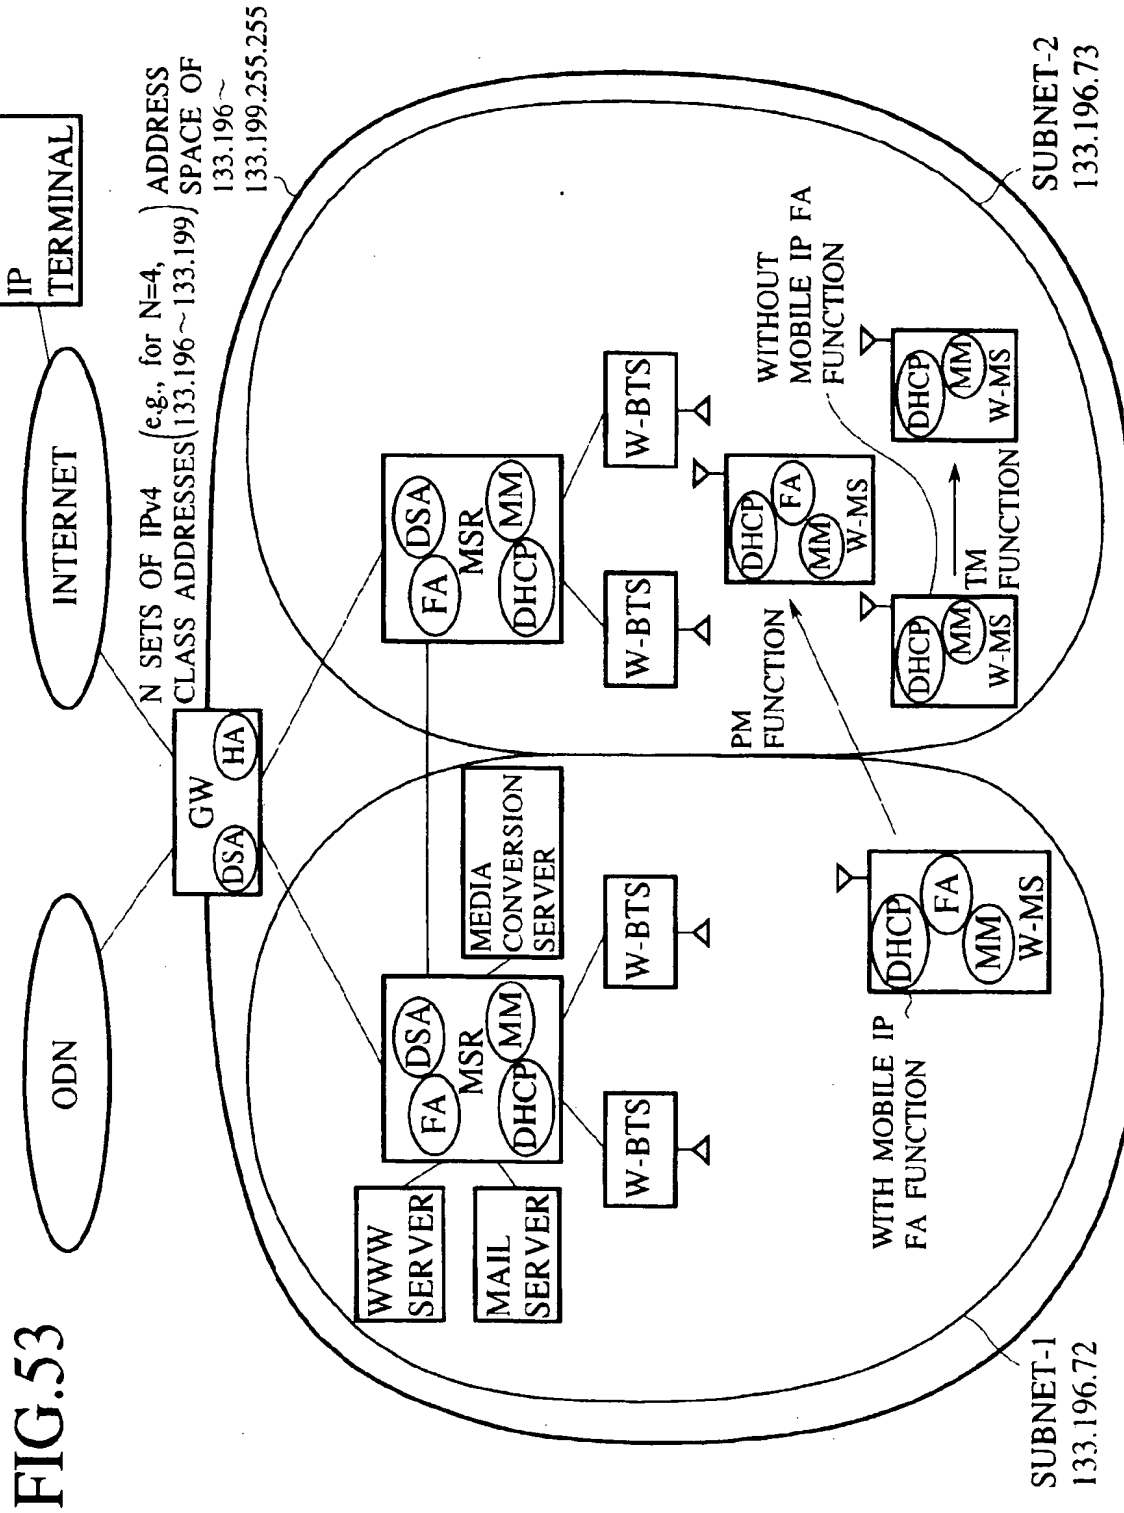 FIG.53
ODN
INTERNET
IP
TERMINAL
GW
DSA
HA
N SETS OF IPv4
CLASS ADDRESSES
(e.g., for N=4,
133.196~133.199)
ADDRESS
SPACE OF
133.196~
133.199.255.255
WWW
SERVER
MAIL
SERVER
FA
DSA
MSR
DHCP
MM
MEDIA
CONVERSION
SERVER
FA
DSA
MSR
DHCP
MM
W-BTS
W-BTS
W-BTS
W-BTS
WITH MOBILE IP
FA FUNCTION
DHCP
FA
MM
W-MS
PM
FUNCTION
DHCP
FA
MM
W-MS
WITHOUT
MOBILE IP FA
FUNCTION
DHCP
MM
W-MS
TM
FUNCTION
DHCP
MM
W-MS
SUBNET-1
133.196.72
SUBNET-2
133.196.73